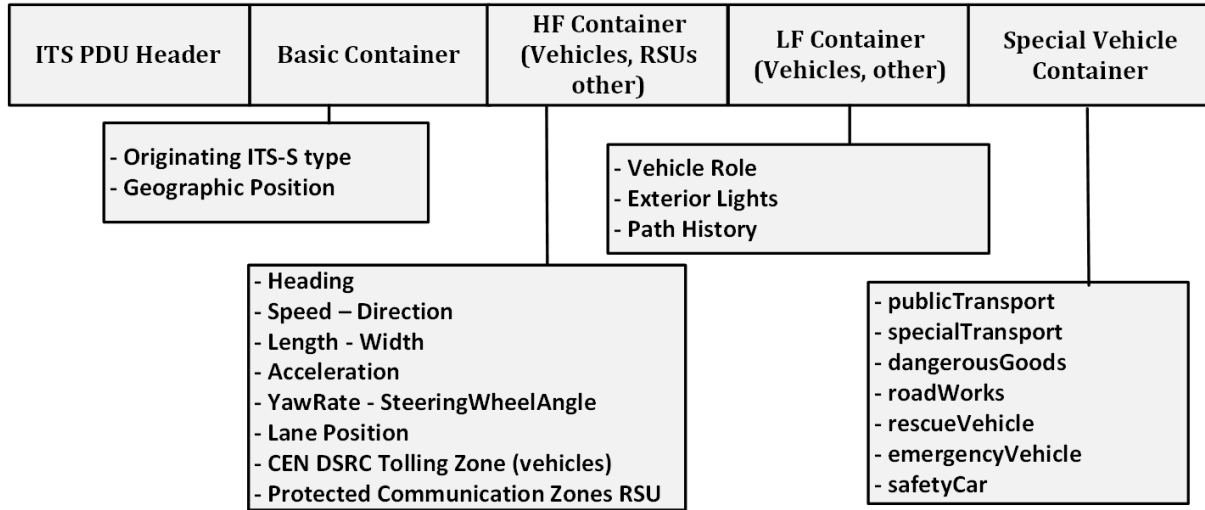 ITS PDU Header
Basic Container
HF Container
(Vehicles, RSUs
other)
LF Container
(Vehicles, other)
Special Vehicle
Container
- Originating ITS-S type
- Geographic Position
- Vehicle Role
- Exterior Lights
- Path History
- Heading
- Speed – Direction
- Length - Width
- Acceleration
- YawRate - SteeringWheelAngle
- Lane Position
- CEN DSRC Tolling Zone (vehicles)
- Protected Communication Zones RSU
- publicTransport
- specialTransport
- dangerousGoods
- roadWorks
- rescueVehicle
- emergencyVehicle
- safetyCar